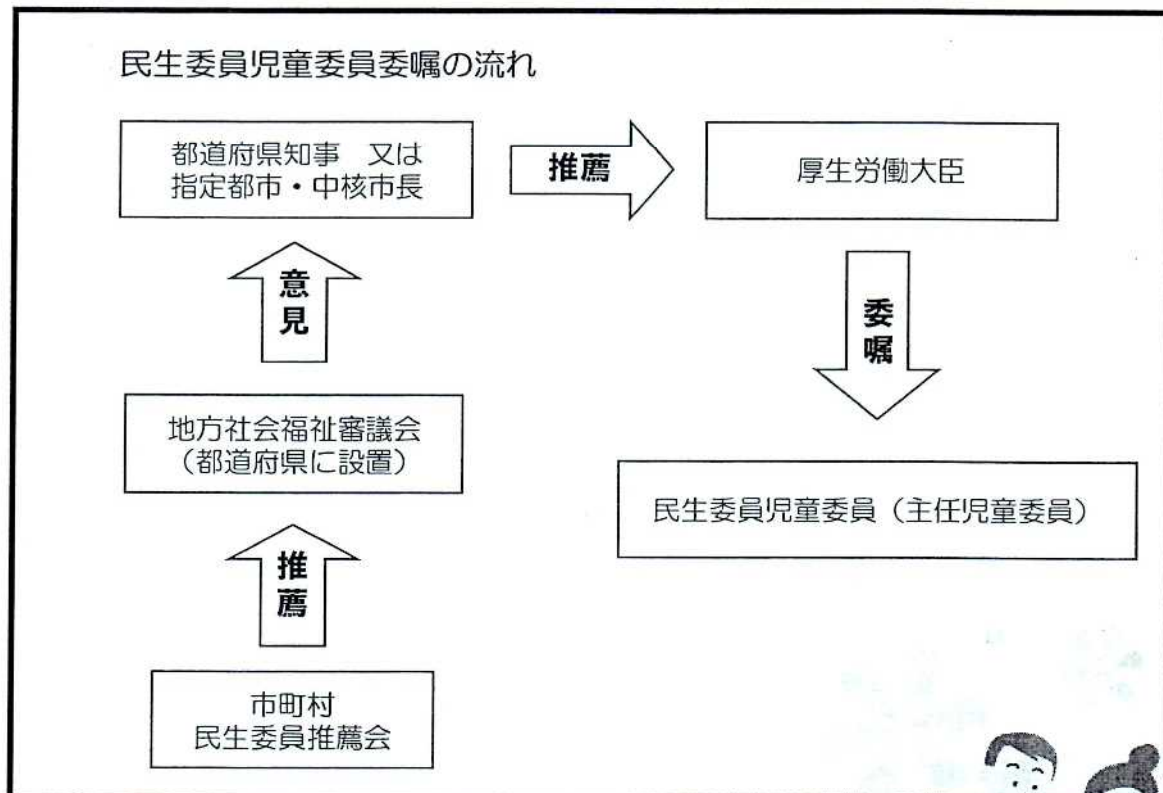 民生委員児童委員委嘱の流れ
都道府県知事 又は
指定都市・中核市長
推薦
厚生労働大臣
意見
委嘱
地方社会福祉審議会
（都道府県に設置）
民生委員児童委員（主任児童委員）
推薦
市町村
民生委員推薦会